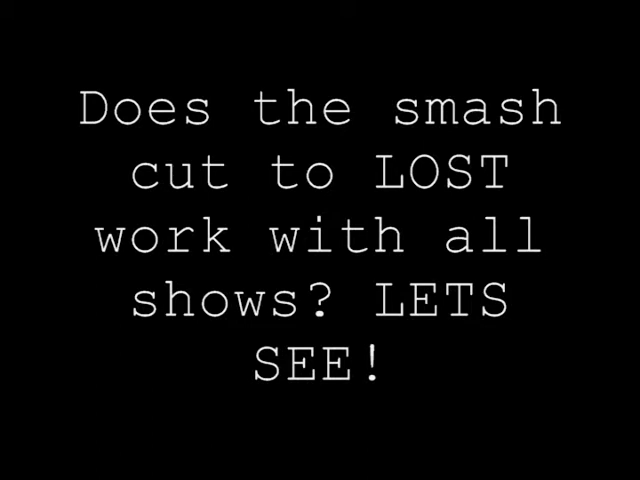 Does the smash
cut to LOST
work with all
shows? LETS
SEE!